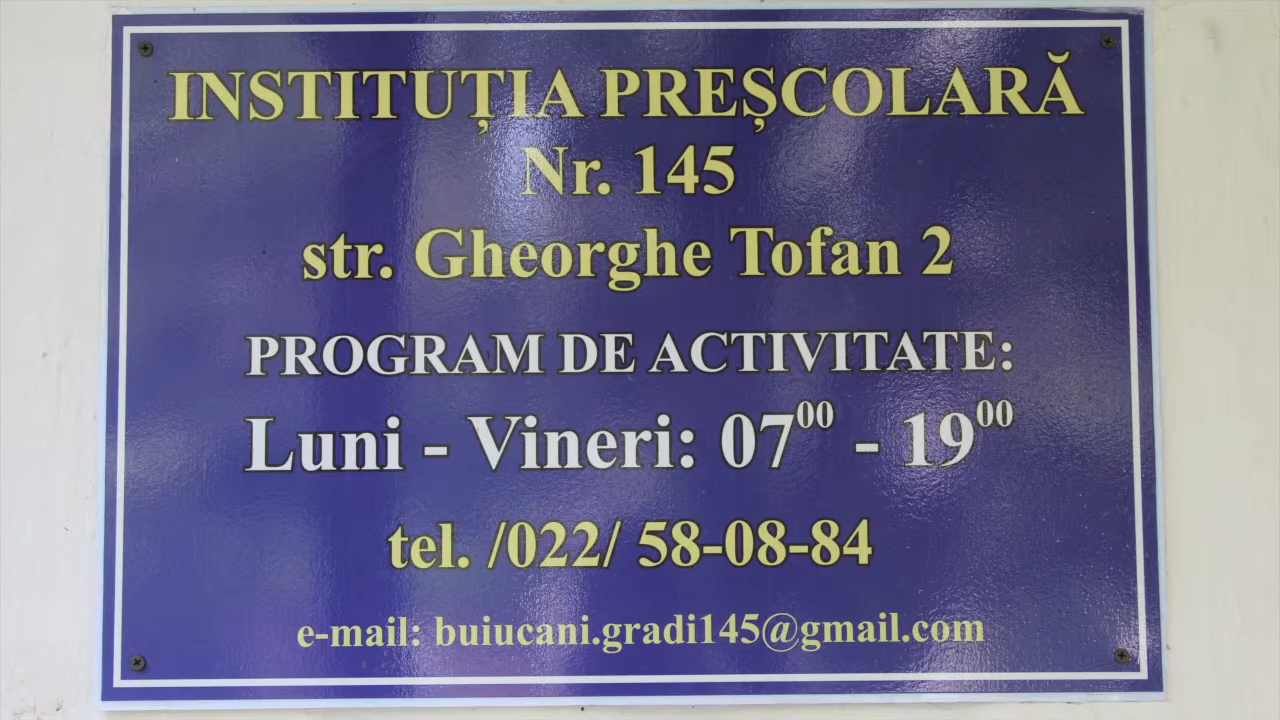 INSTITUȚIA PREȘCOLARĂ
Nr. 145
str. Gheorghe Tofan 2
PROGRAM DE ACTIVITATE:
Luni - Vineri: 07⁰⁰ - 19⁰⁰
tel. /022/ 58-08-84
e-mail: buiucani.gradi145@gmail.com